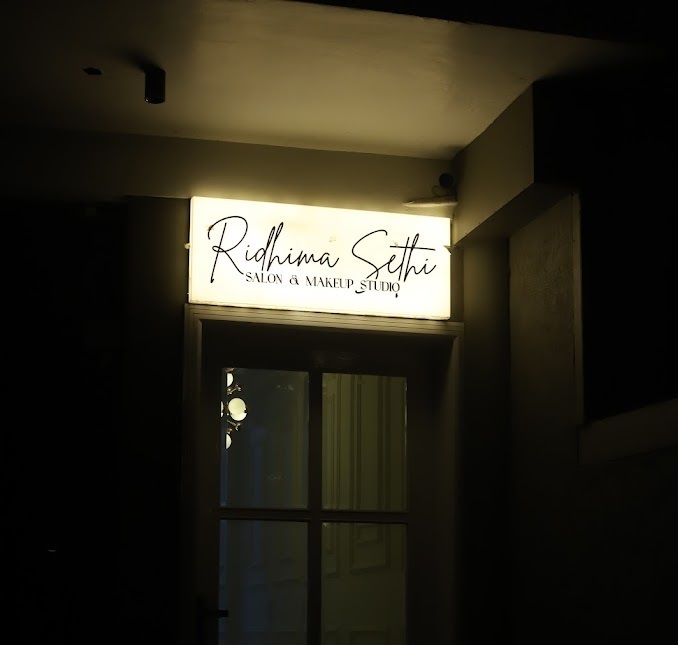 Ridhima Sethi
SALON & MAKEUP STUDIO